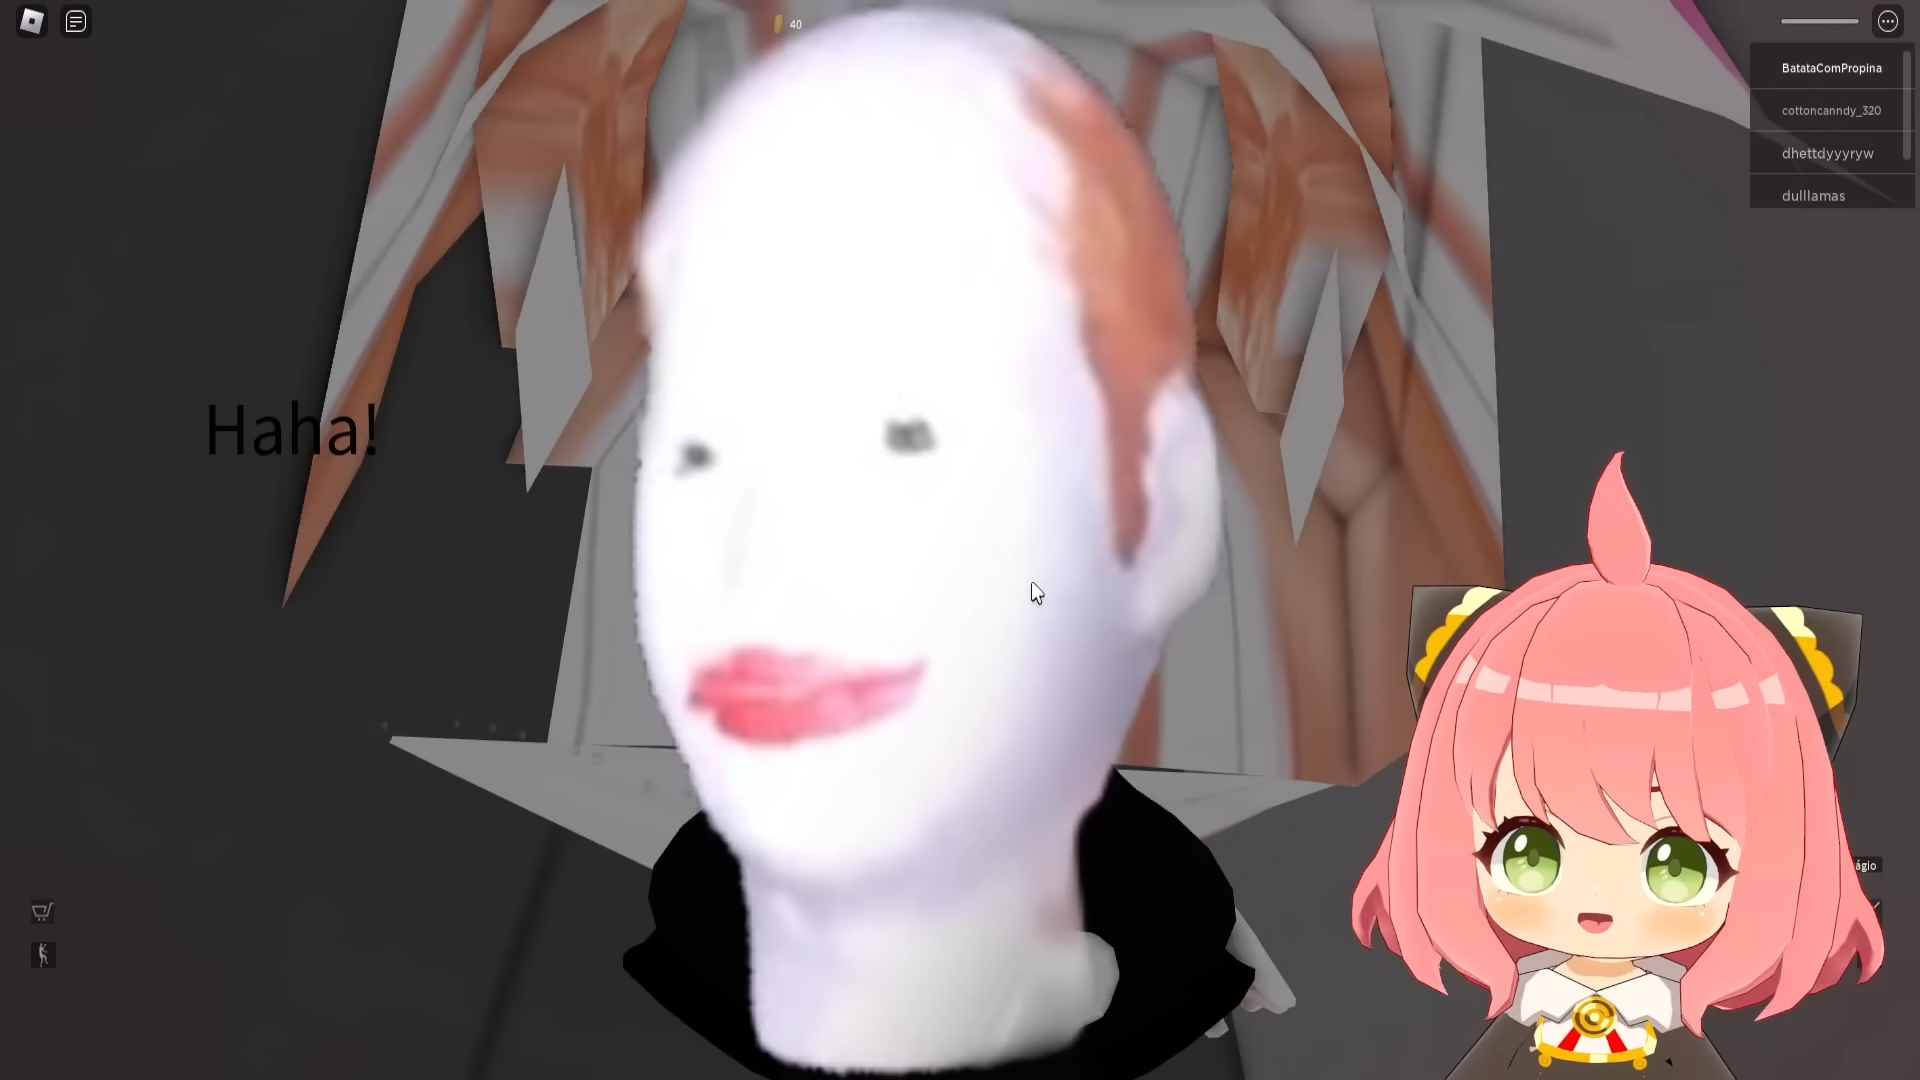 40
BatataComPropina
cottoncanndy_320
dhettdyyyryw
dulllamas
Haha!
ágio